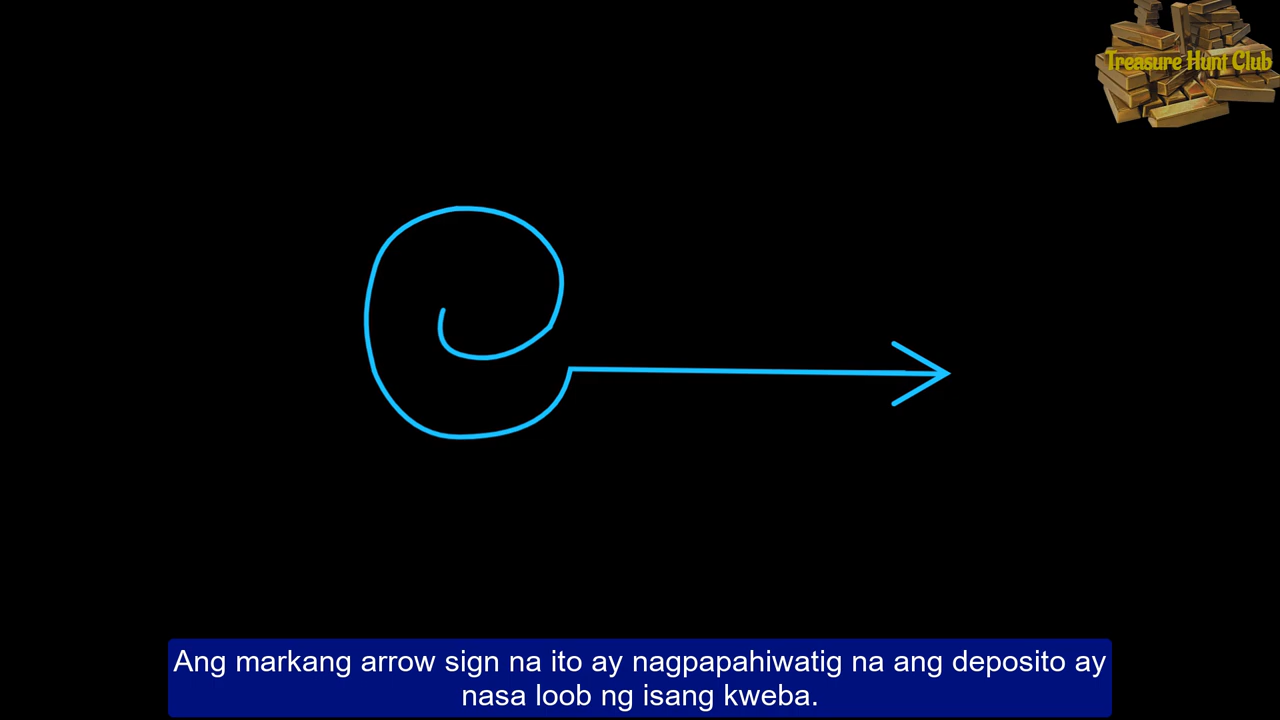 Treasure Hunt Club
Ang markang arrow sign na ito ay nagpapahiwatig na ang deposito ay
nasa loob ng isang kweba.